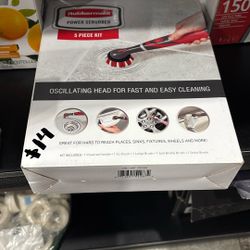 Rubbermaid
POWER SCRUBBER
5 PIECE KIT
150
OSCILLATING HEAD FOR FAST AND EASY CLEANING
$14
GREAT FOR HARD TO REACH PLACES, SINKS, FIXTURES, WHEELS AND MORE!